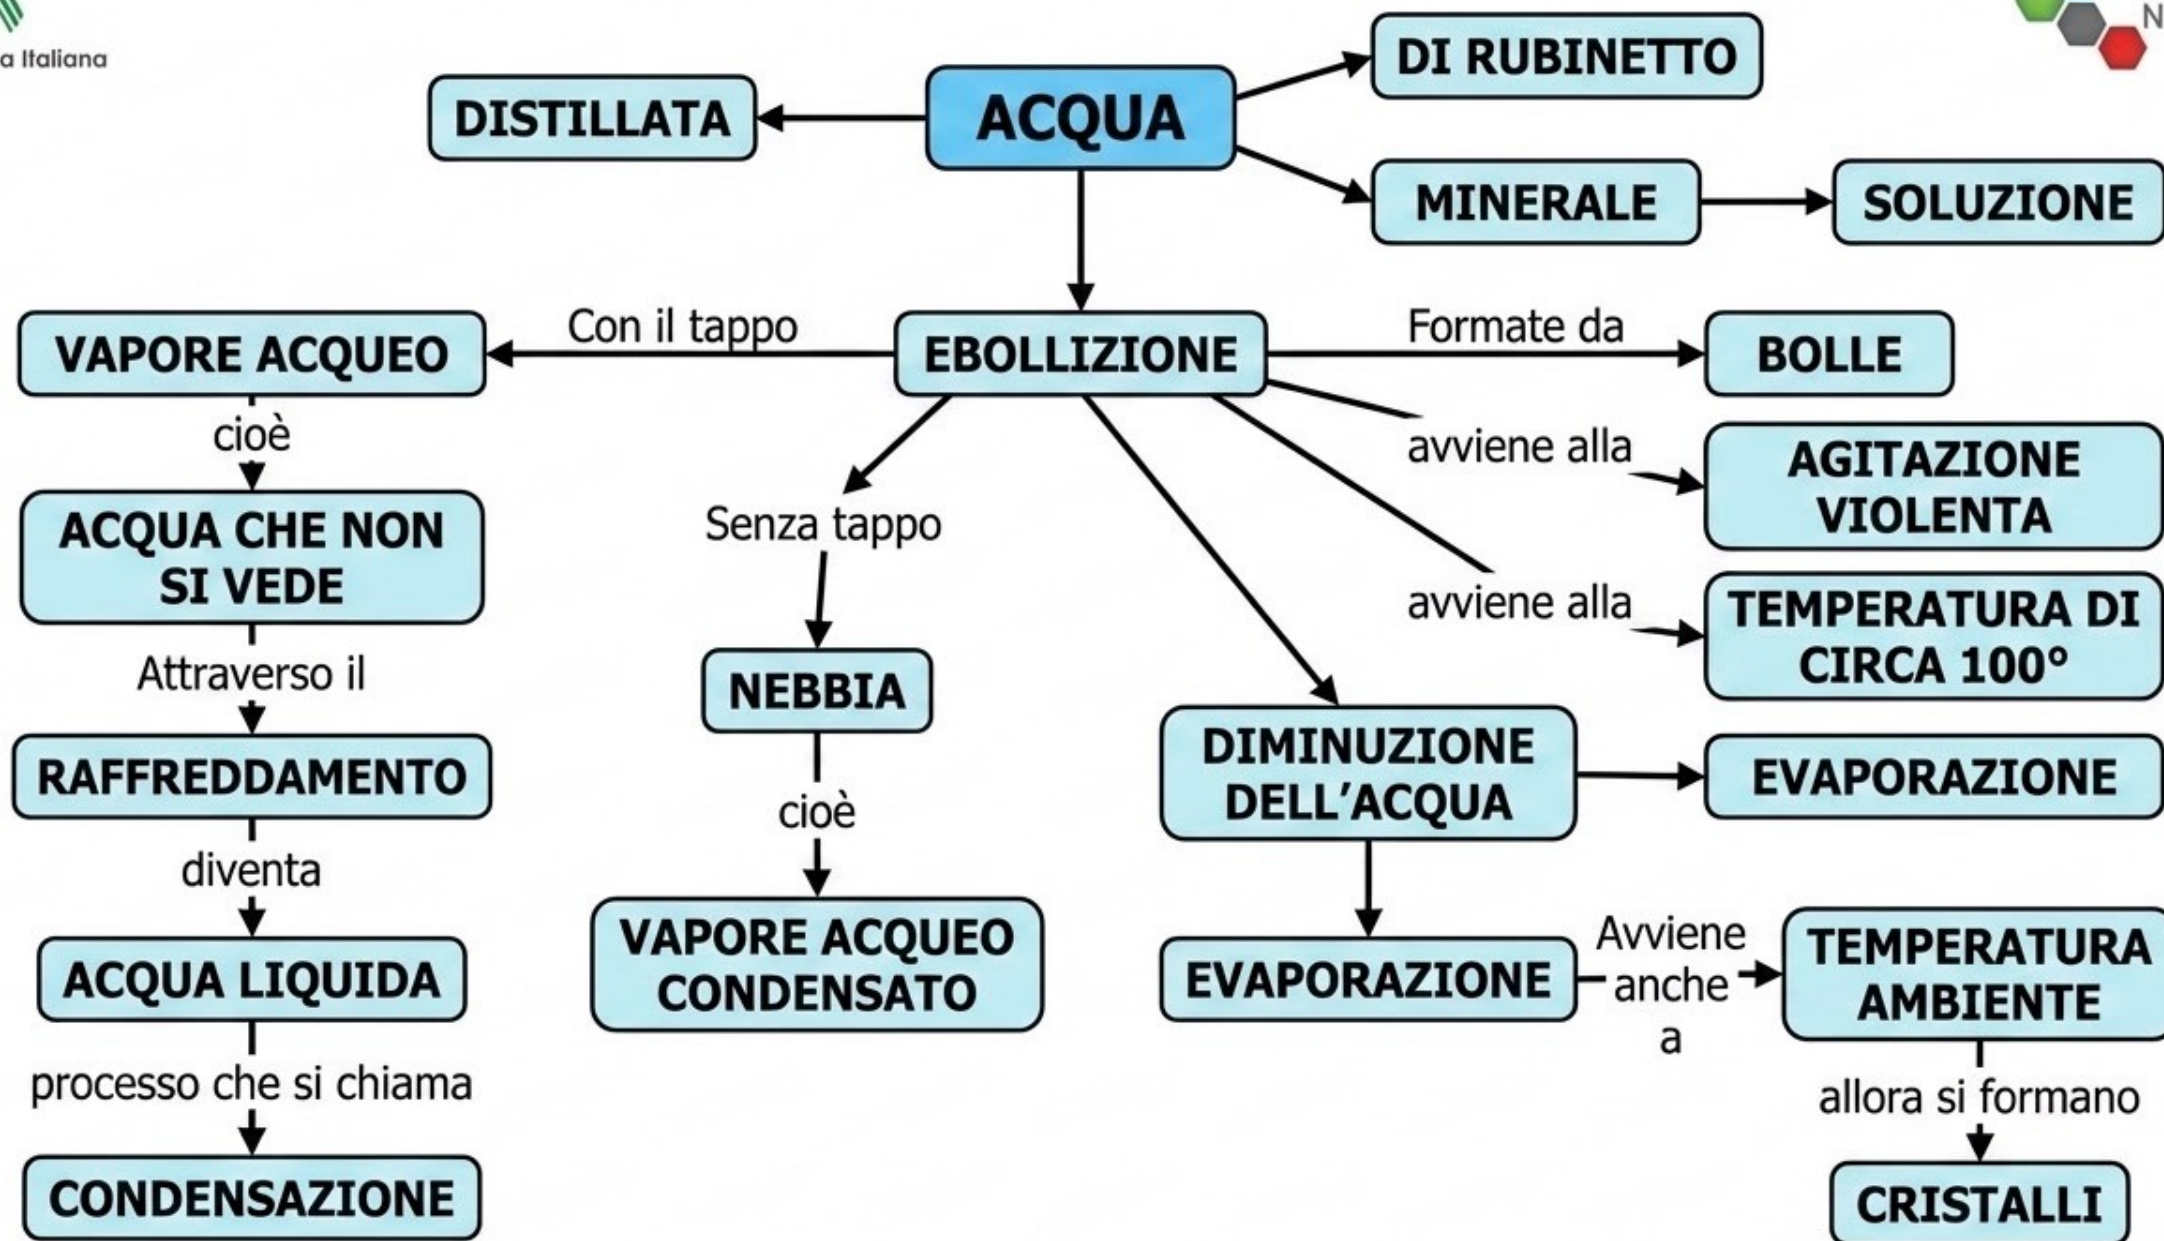 a Italiana
N
DISTILLATA
ACQUA
DI RUBINETTO
MINERALE
SOLUZIONE
VAPORE ACQUEO
Con il tappo
EBOLLIZIONE
Formate da
BOLLE
cioè
avviene alla
AGITAZIONE
VIOLENTA
ACQUA CHE NON
SI VEDE
Senza tappo
avviene alla
TEMPERATURA DI
CIRCA 100°
Attraverso il
NEBBIA
RAFFREDDAMENTO
DIMINUZIONE
DELL'ACQUA
EVAPORAZIONE
diventa
cioè
ACQUA LIQUIDA
VAPORE ACQUEO
CONDENSATO
EVAPORAZIONE
Avviene
anche
a
TEMPERATURA
AMBIENTE
processo che si chiama
allora si formano
CONDENSAZIONE
CRISTALLI